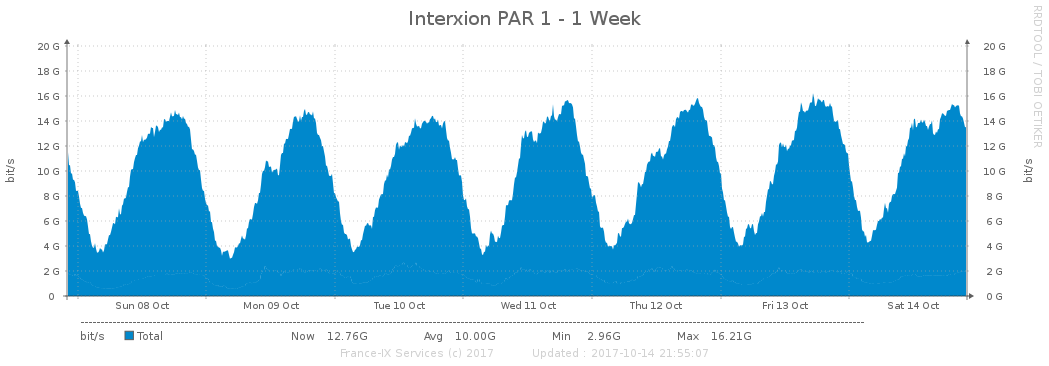 Interxion PAR 1 - 1 Week
RRDTOOL / TOBI OETIKER
20 G 20 G
18 G 18 G
16 G 16 G
14 G 14 G
12 G 12 G
10 G 10 G
8 G 8 G
6 G 6 G
4 G 4 G
2 G 2 G
0 0 G
bit/s
bit/s
Sun 08 Oct Mon 09 Oct Tue 10 Oct Wed 11 Oct Thu 12 Oct Fri 13 Oct Sat 14 Oct
bit/s Total Now 12.76G Avg 10.00G Min 2.96G Max 16.21G
France-IX Services (c) 2017 Updated : 2017-10-14 21:55:07